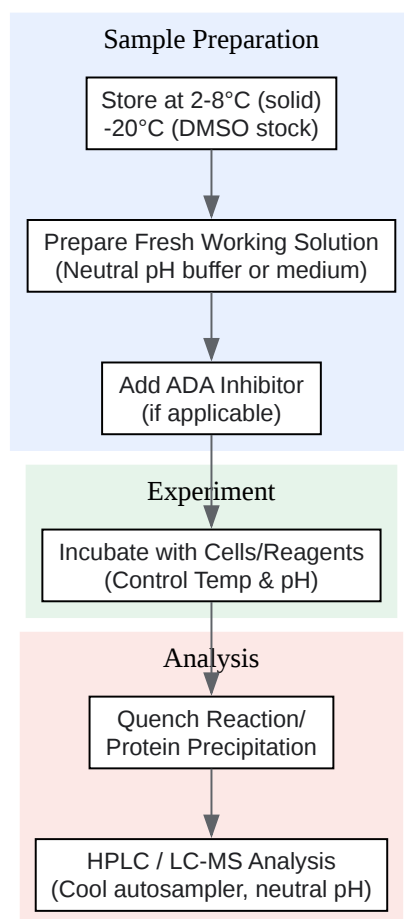 Sample Preparation
Store at 2-8°C (solid)
-20°C (DMSO stock)
Prepare Fresh Working Solution
(Neutral pH buffer or medium)
Add ADA Inhibitor
(if applicable)
Experiment
Incubate with Cells/Reagents
(Control Temp & pH)
Analysis
Quench Reaction/
Protein Precipitation
HPLC / LC-MS Analysis
(Cool autosampler, neutral pH)